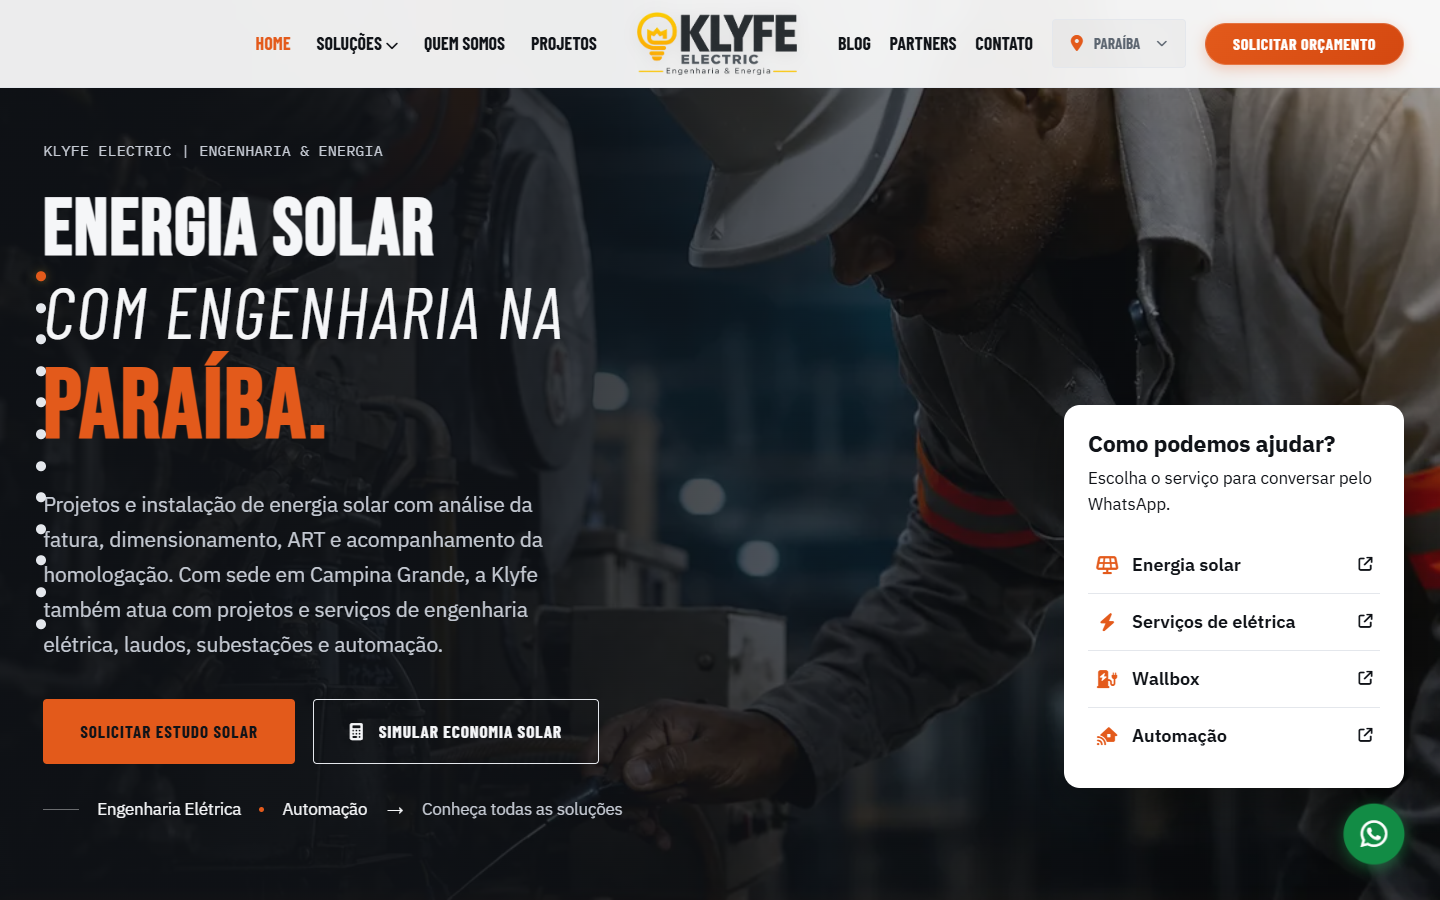 HOME
SOLUÇÕES
QUEM SOMOS
PROJETOS
KLYFE
ELECTRIC
Engenharia & Energia
BLOG
PARTNERS
CONTATO
PARAÍBA
SOLICITAR ORÇAMENTO
KLYFE ELECTRIC | ENGENHARIA & ENERGIA
ENERGIA SOLAR
COM ENGENHARIA NA
PARAÍBA.
Projetos e instalação de energia solar com análise da
fatura, dimensionamento, ART e acompanhamento da
homologação. Com sede em Campina Grande, a Klyfe
também atua com projetos e serviços de engenharia
elétrica, laudos, subestações e automação.
SOLICITAR ESTUDO SOLAR
SIMULAR ECONOMIA SOLAR
Engenharia Elétrica • Automação → Conheça todas as soluções
Como podemos ajudar?
Escolha o serviço para conversar pelo
WhatsApp.
Energia solar
Serviços de elétrica
Wallbox
Automação